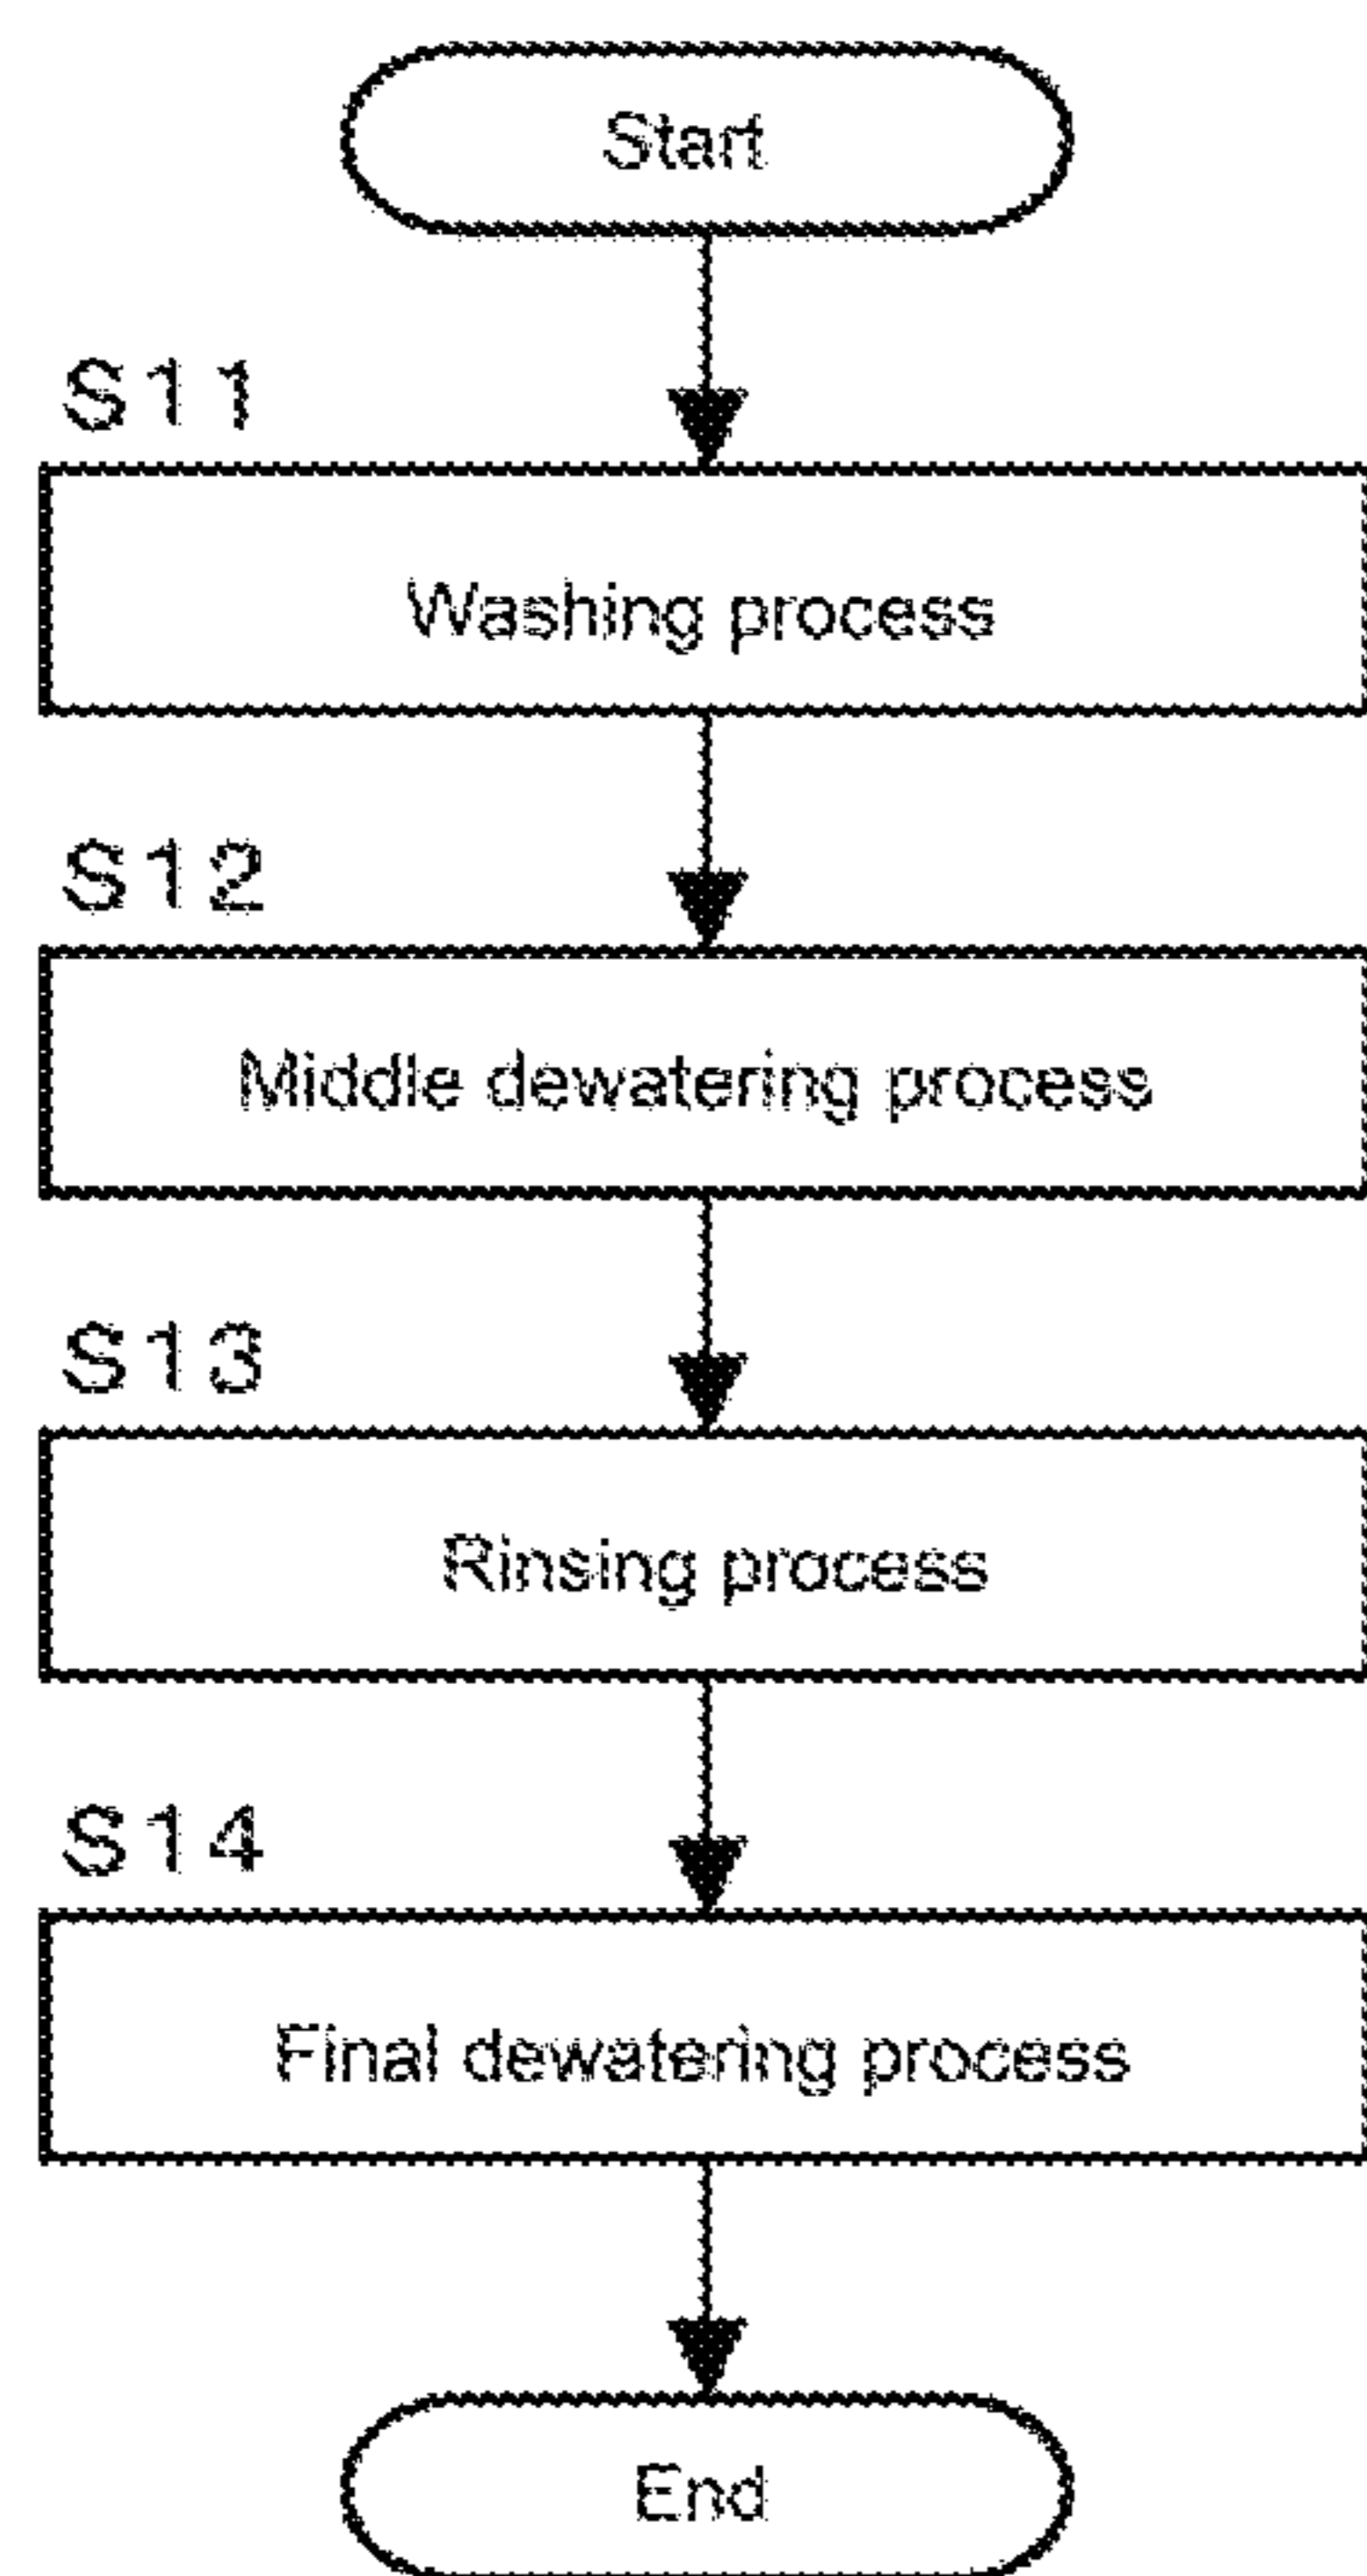 Start
S11
Washing process
S12
Middle dewatering process
S13
Rinsing process
S14
Final dewatering process
End